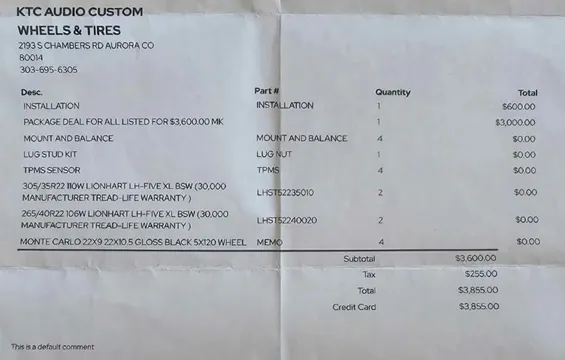 KTC AUDIO CUSTOM
WHEELS & TIRES
2193 S CHAMBERS RD AURORA CO
80014
303-695-6305
Desc. Part # Quantity Total
INSTALLATION INSTALLATION 1 $600.00
PACKAGE DEAL FOR ALL LISTED FOR $3,600.00 MK 1 $3,000.00
MOUNT AND BALANCE MOUNT AND BALANCE 4 $0.00
LUG STUD KIT LUG NUT 1 $0.00
TPMS SENSOR TPMS 4 $0.00
305/35R22 110W LIONHART LH-FIVE XL BSW (30,000
MANUFACTURER TREAD-LIFE WARRANTY ) LHST52235010 2 $0.00
265/40R22 106W LIONHART LH-FIVE XL BSW (30,000
MANUFACTURER TREAD-LIFE WARRANTY ) LHST52240020 2 $0.00
MONTE CARLO 22X9 22X10.5 GLOSS BLACK 5X120 WHEEL MEMO 4 $0.00
Subtotal $3,600.00
Tax $255.00
Total $3,855.00
Credit Card $3,855.00
This is a default comment